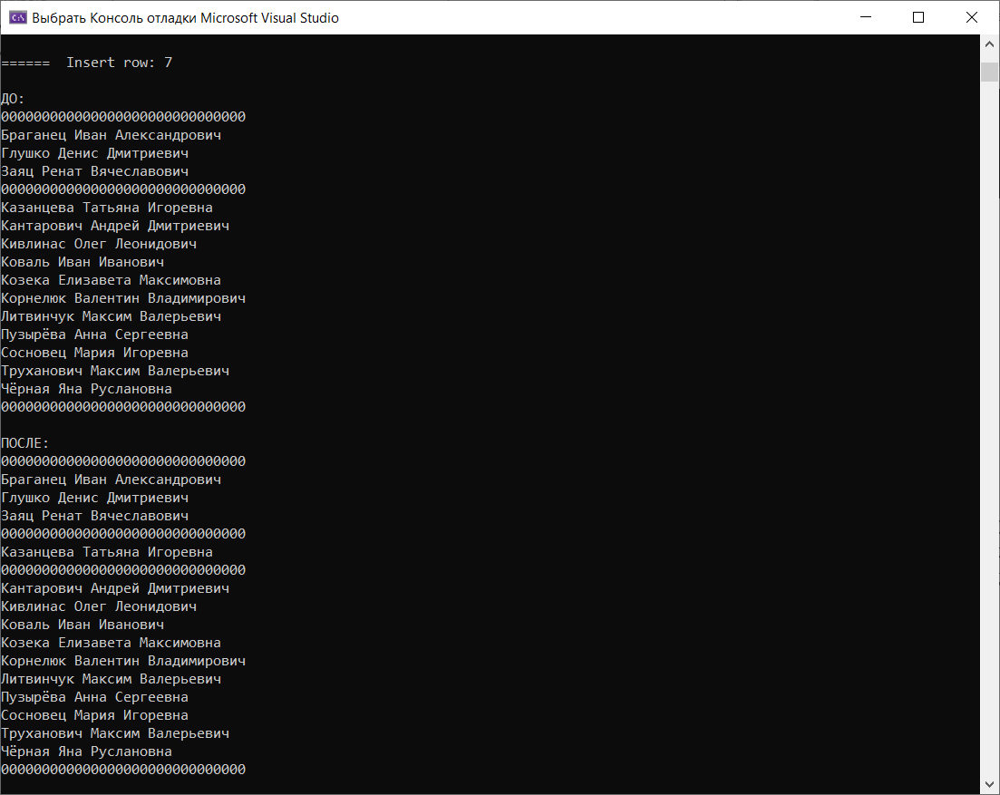 C:\ Выбрать Консоль отладки Microsoft Visual Studio
======  Insert row: 7
ДО:
000000000000000000000000000000
Браганец Иван Александрович
Глушко Денис Дмитриевич
Заяц Ренат Вячеславович
000000000000000000000000000000
Казанцева Татьяна Игоревна
Кантарович Андрей Дмитриевич
Кивлинас Олег Леонидович
Коваль Иван Иванович
Козека Елизавета Максимовна
Корнелюк Валентин Владимирович
Литвинчук Максим Валерьевич
Пузырёва Анна Сергеевна
Сосновец Мария Игоревна
Труханович Максим Валерьевич
Чёрная Яна Руслановна
000000000000000000000000000000
ПОСЛЕ:
000000000000000000000000000000
Браганец Иван Александрович
Глушко Денис Дмитриевич
Заяц Ренат Вячеславович
000000000000000000000000000000
Казанцева Татьяна Игоревна
000000000000000000000000000000
Кантарович Андрей Дмитриевич
Кивлинас Олег Леонидович
Коваль Иван Иванович
Козека Елизавета Максимовна
Корнелюк Валентин Владимирович
Литвинчук Максим Валерьевич
Пузырёва Анна Сергеевна
Сосновец Мария Игоревна
Труханович Максим Валерьевич
Чёрная Яна Руслановна
000000000000000000000000000000